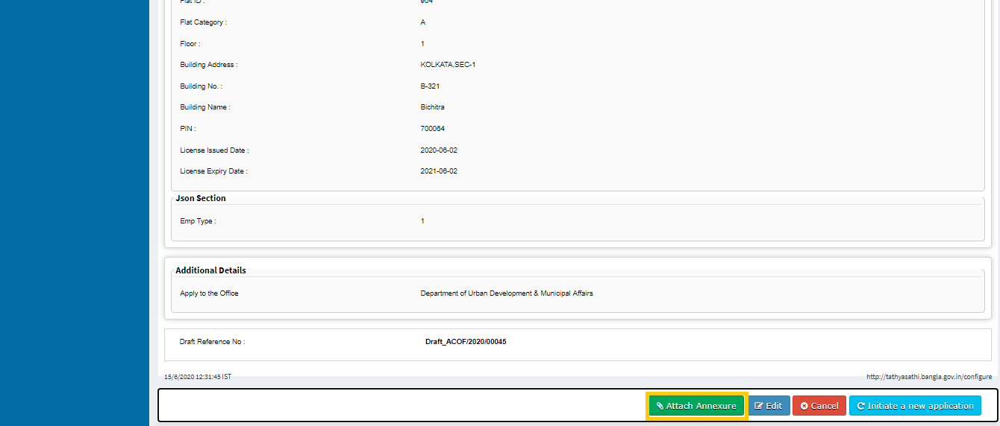 Flat ID : 904
Flat Category : A
Floor : 1
Building Address : KOLKATA,SEC-1
Building No. : B-321
Building Name : Bichitra
PIN : 700064
License Issued Date : 2020-06-02
License Expiry Date : 2021-06-02
Json Section
Emp Type : 1
Additional Details
Apply to the Office Department of Urban Development & Municipal Affairs
Draft Reference No : Draft_ACOF/2020/00045
15/6/2020 12:31:45 IST http://tathyasathi.bangla.gov.in/configure
Attach Annexure Edit Cancel Initiate a new application